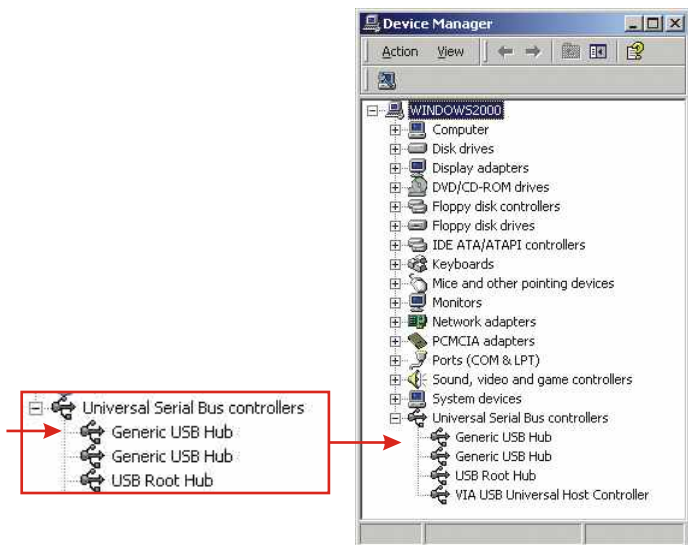 Device Manager
Action View
WINDOWS2000
Computer
Disk drives
Display adapters
DVD/CD-ROM drives
Floppy disk controllers
Floppy disk drives
IDE ATA/ATAPI controllers
Keyboards
Mice and other pointing devices
Monitors
Network adapters
PCMCIA adapters
Ports (COM & LPT)
Sound, video and game controllers
System devices
Universal Serial Bus controllers
Generic USB Hub
Generic USB Hub
USB Root Hub
VIA USB Universal Host Controller
Universal Serial Bus controllers
Generic USB Hub
Generic USB Hub
USB Root Hub